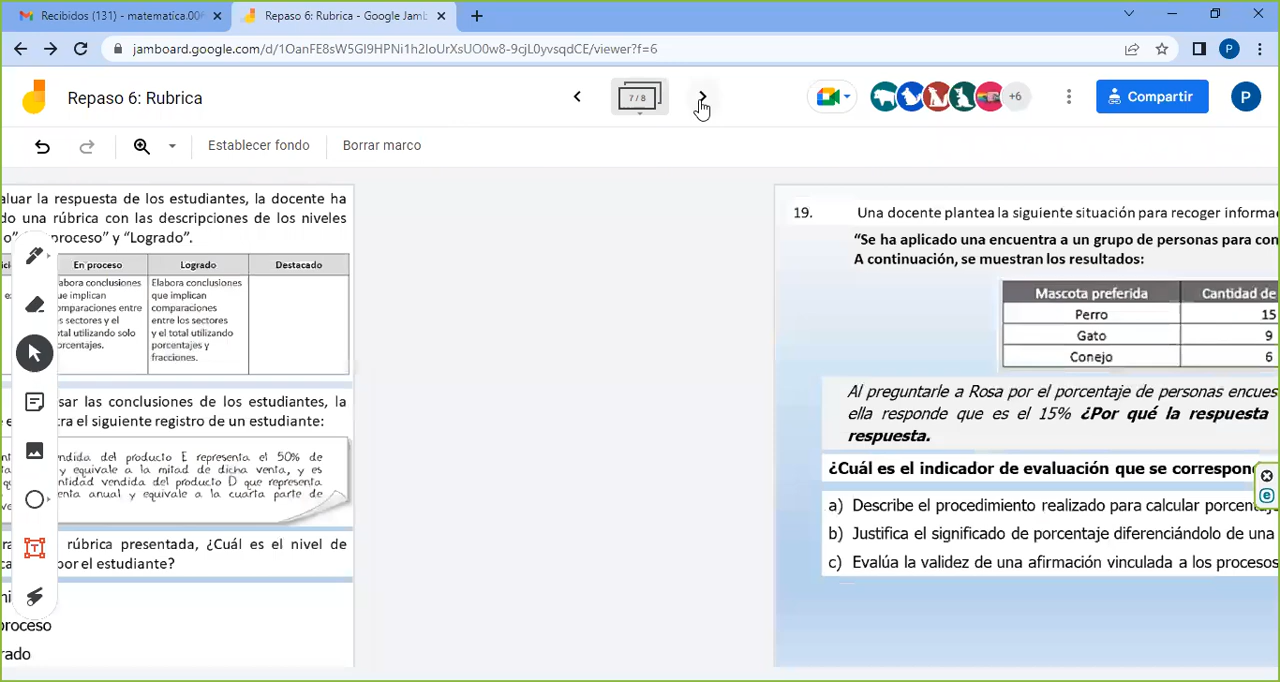 Recibidos (131) - matematica.00
Repaso 6: Rubrica - Google Jamb
jamboard.google.com/d/1OanFE8sW5Gl9HPNi1h2IoUrXsUO0w8-9cjL0yvsqdCE/viewer?f=6
P
Repaso 6: Rubrica
7 / 8
+6
Compartir
P
Establecer fondo
Borrar marco
aluar la respuesta de los estudiantes, la docente ha
do una rúbrica con las descripciones de los niveles
o" proceso" y "Logrado".
En proceso Logrado Destacado
abora conclusiones
ue implican
omparaciones entre
s sectores y el
tal utilizando solo
orcentajes.
Elabora conclusiones
que implican
comparaciones
entre los sectores
y el total utilizando
porcentajes y
fracciones.
sar las conclusiones de los estudiantes, la
tra el siguiente registro de un estudiante:
ndida del producto E representa el 50% de
y equivale a la mitad de dicha venta, y es
ntidad vendida del producto D que representa
enta anual y equivale a la cuarta parte de
rúbrica presentada, ¿Cuál es el nivel de
por el estudiante?
proceso
rado
19. Una docente plantea la siguiente situación para recoger informa
"Se ha aplicado una encuentra a un grupo de personas para con
A continuación, se muestran los resultados:
Mascota preferida Cantidad de
Perro 15
Gato 9
Conejo 6
Al preguntarle a Rosa por el porcentaje de personas encues
ella responde que es el 15% ¿Por qué la respuesta
respuesta.
¿Cuál es el indicador de evaluación que se correspon
a) Describe el procedimiento realizado para calcular porcentaje
b) Justifica el significado de porcentaje diferenciándolo de una
c) Evalúa la validez de una afirmación vinculada a los procesos